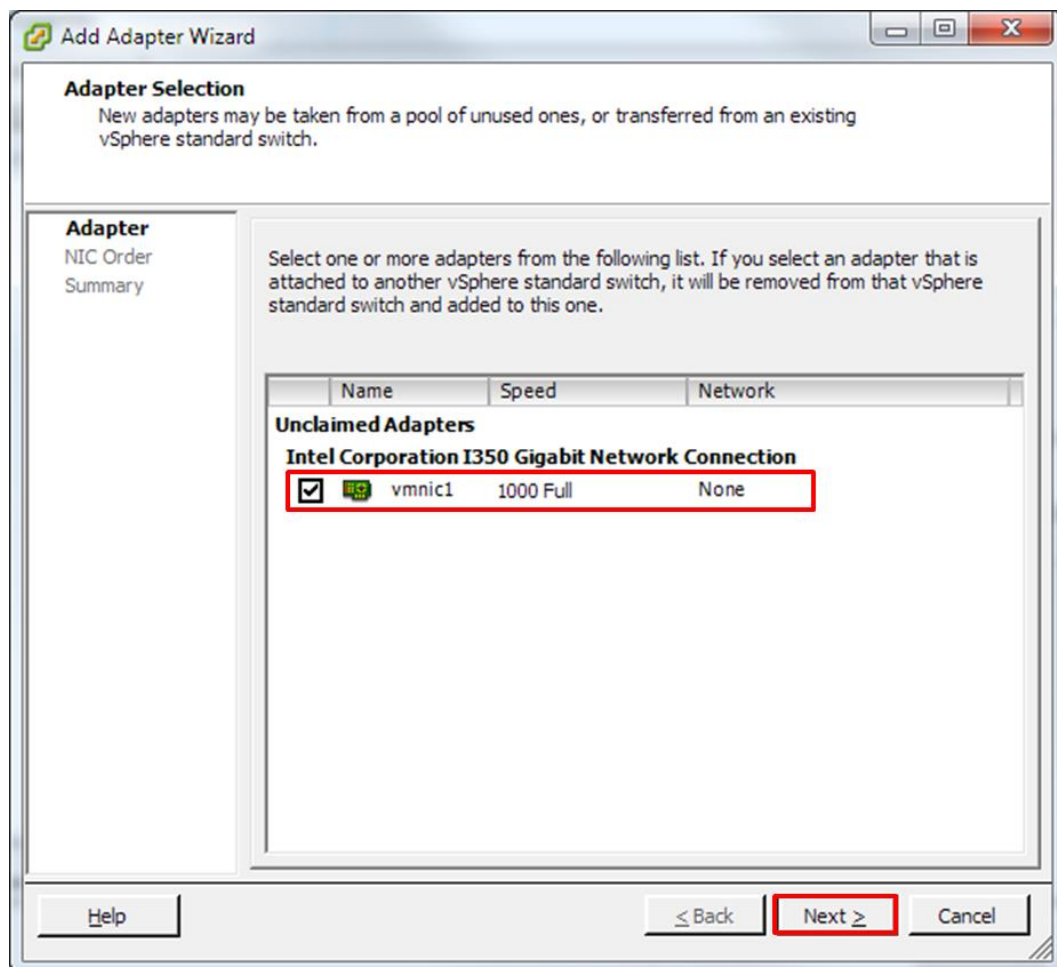 Add Adapter Wizard
Adapter Selection
New adapters may be taken from a pool of unused ones, or transferred from an existing
vSphere standard switch.
Adapter
NIC Order
Summary
Select one or more adapters from the following list. If you select an adapter that is
attached to another vSphere standard switch, it will be removed from that vSphere
standard switch and added to this one.
Name Speed Network
Unclaimed Adapters
Intel Corporation I350 Gigabit Network Connection
vmnic1 1000 Full None
Help < Back Next > Cancel